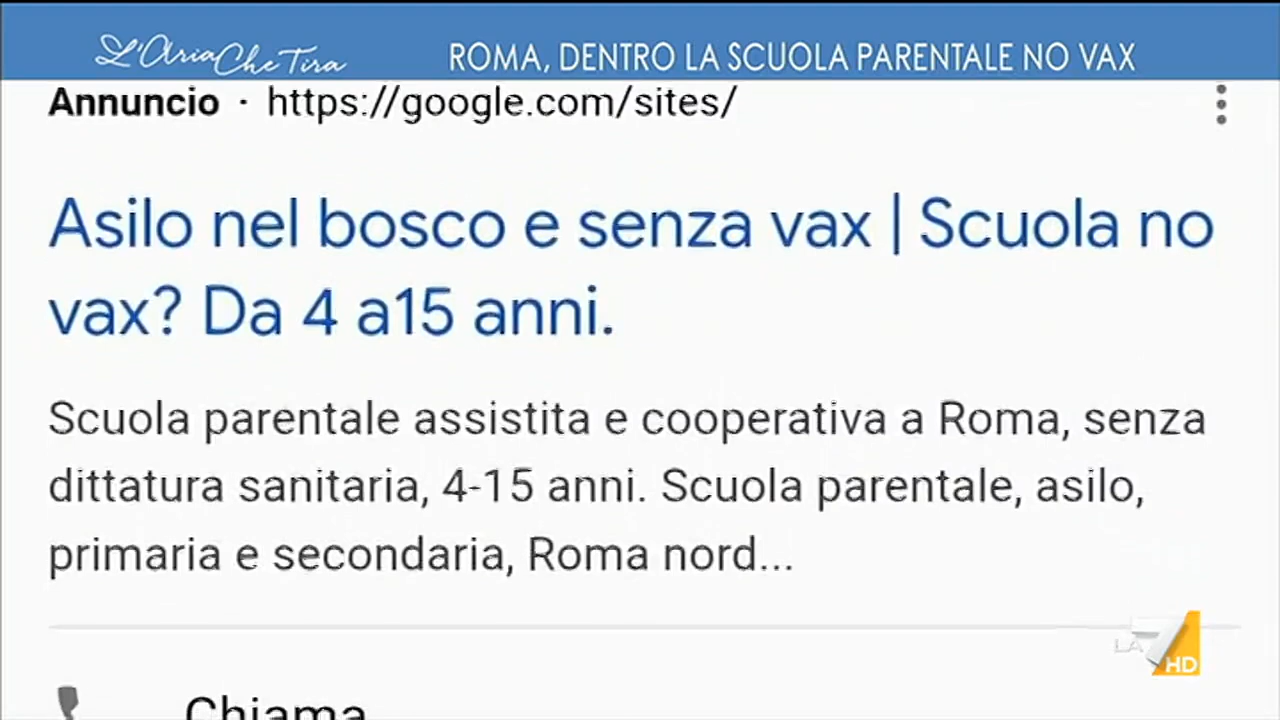 L'Aria Che Tira
ROMA, DENTRO LA SCUOLA PARENTALE NO VAX
Annuncio · https://google.com/sites/
Asilo nel bosco e senza vax | Scuola no
vax? Da 4 a15 anni.
Scuola parentale assistita e cooperativa a Roma, senza
dittatura sanitaria, 4-15 anni. Scuola parentale, asilo,
primaria e secondaria, Roma nord...
LA 7 HD
Chiama